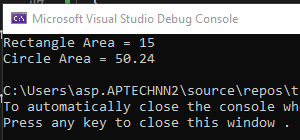 Microsoft Visual Studio Debug Console
Rectangle Area = 15
Circle Area = 50.24
C:\Users\asp.APTECHNN2\source\repos\t
To automatically close the console whe
Press any key to close this window .